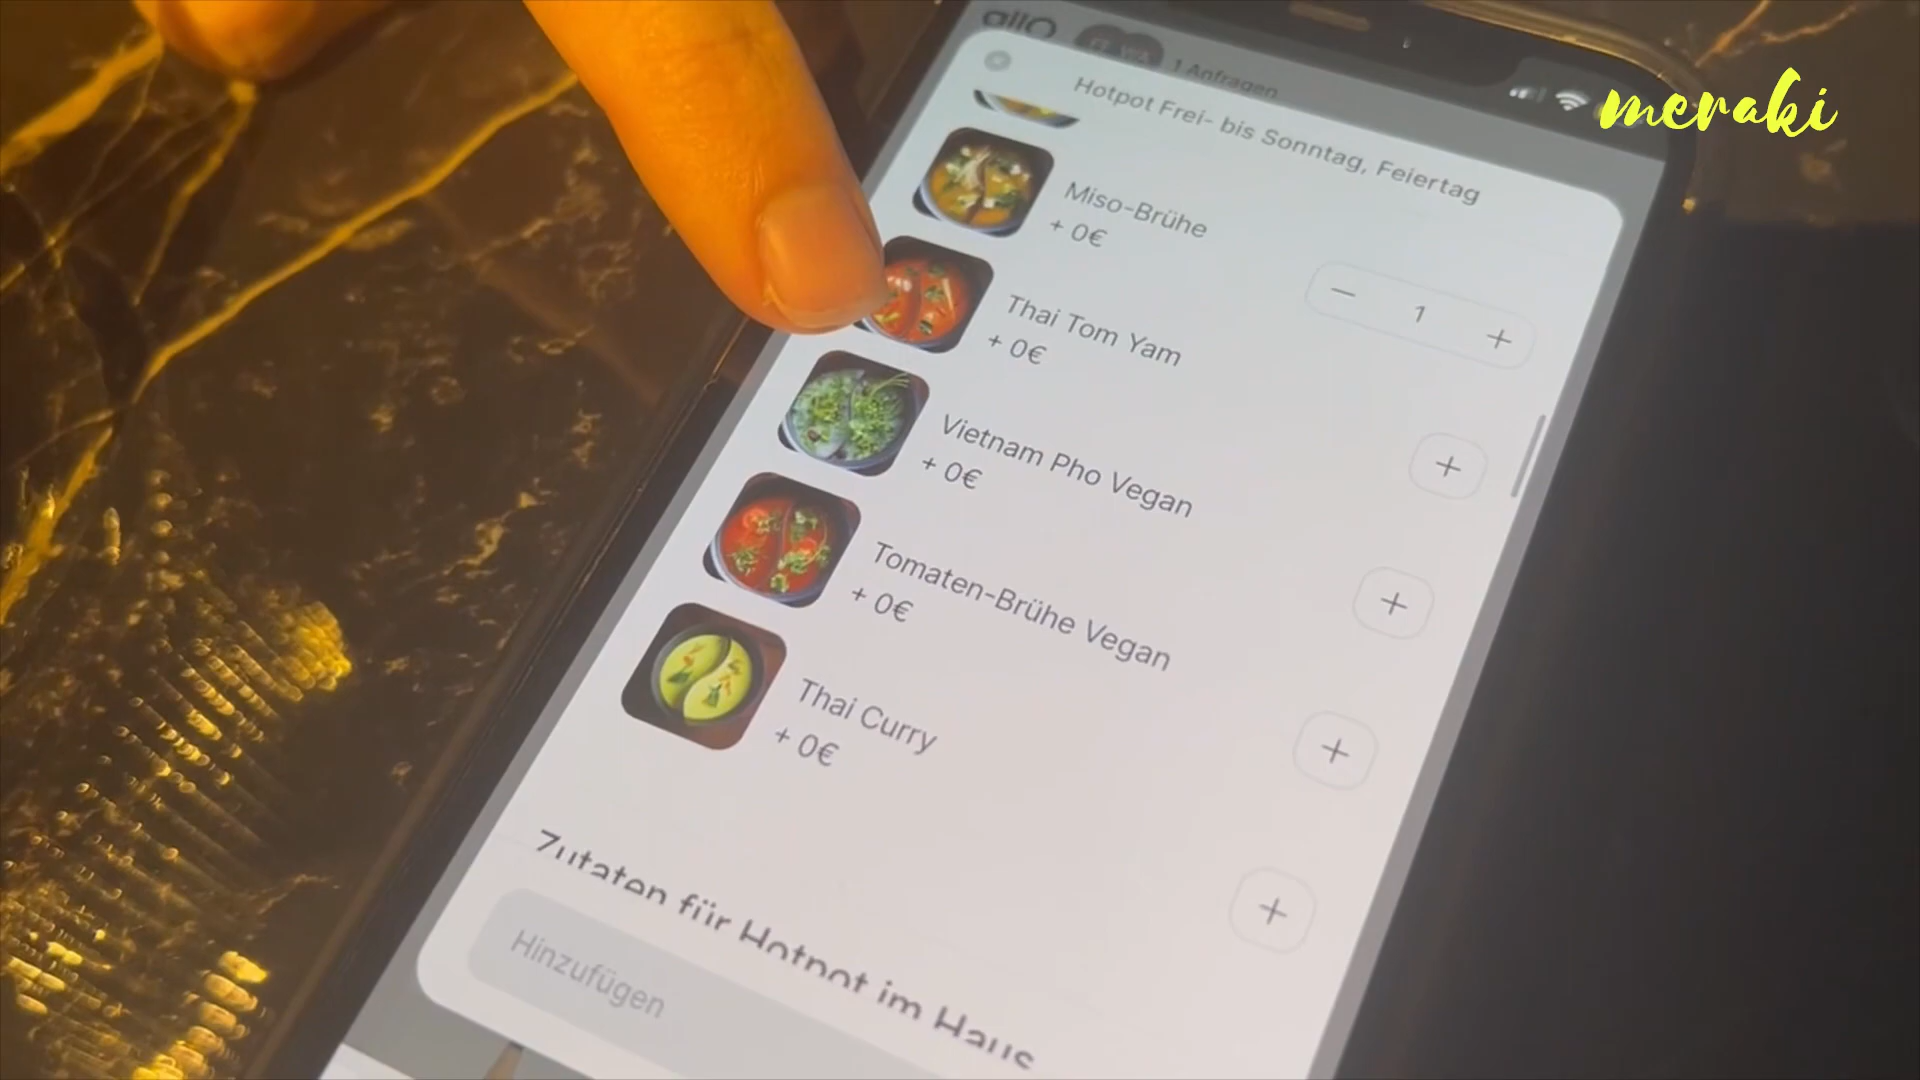 allO
1 Anfragen
meraki
Hotpot Frei- bis Sonntag, Feiertag
Miso-Brühe
+ 0€
1
Thai Tom Yam
+ 0€
Vietnam Pho Vegan
+ 0€
Tomaten-Brühe Vegan
+ 0€
Thai Curry
+ 0€
Zutaten für Hotpot im Haus
Hinzufügen